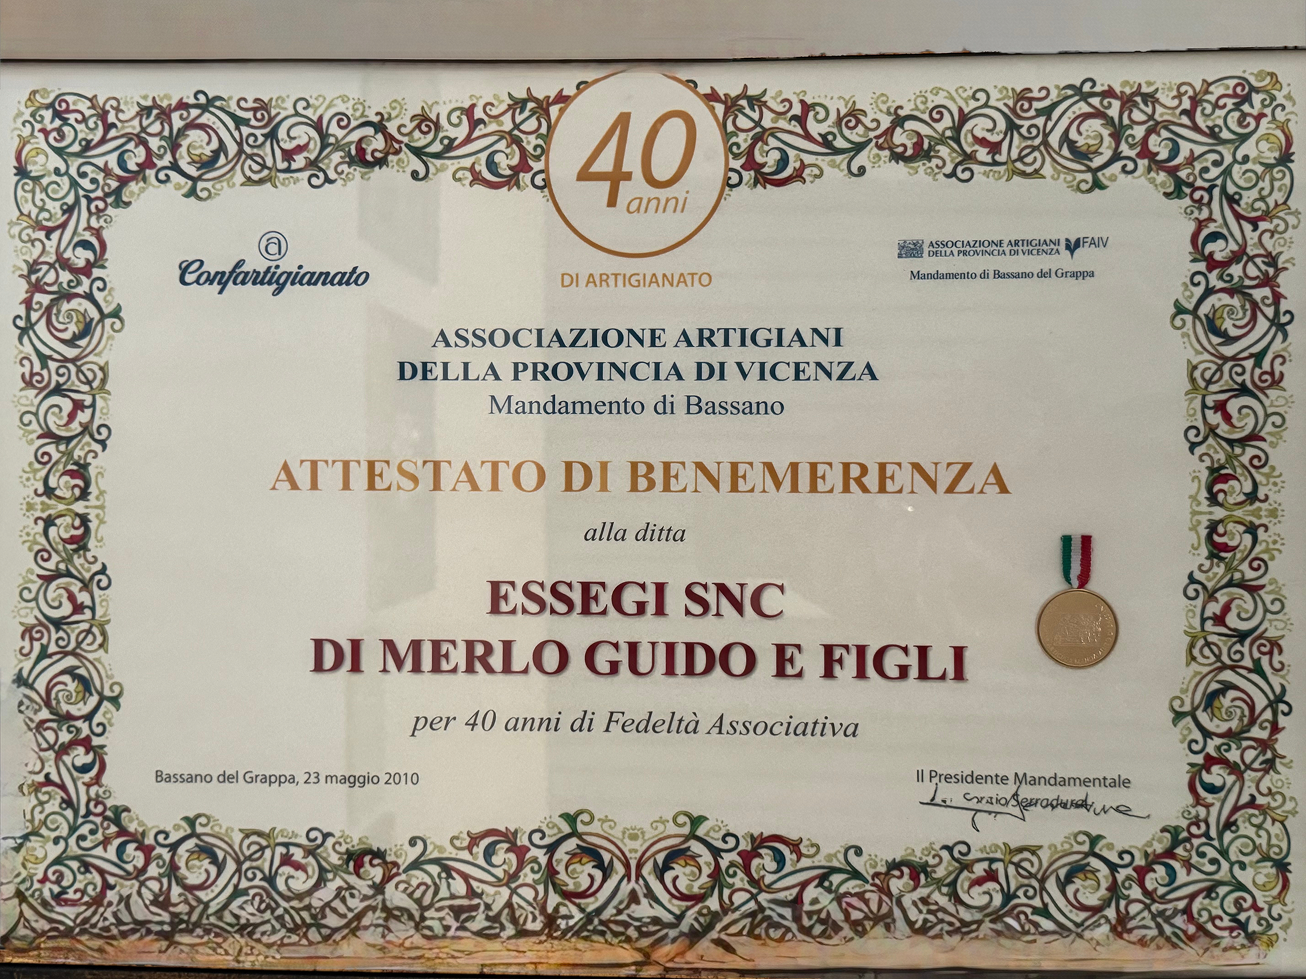 40
anni
DI ARTIGIANATO
Confartigianato
ASSOCIAZIONE ARTIGIANI
DELLA PROVINCIA DI VICENZA
FAIV
Mandamento di Bassano del Grappa
ASSOCIAZIONE ARTIGIANI
DELLA PROVINCIA DI VICENZA
Mandamento di Bassano
ATTESTATO DI BENEMERENZA
alla ditta
ESSEGI SNC
DI MERLO GUIDO E FIGLI
per 40 anni di Fedeltà Associativa
Bassano del Grappa, 23 maggio 2010
Il Presidente Mandamentale